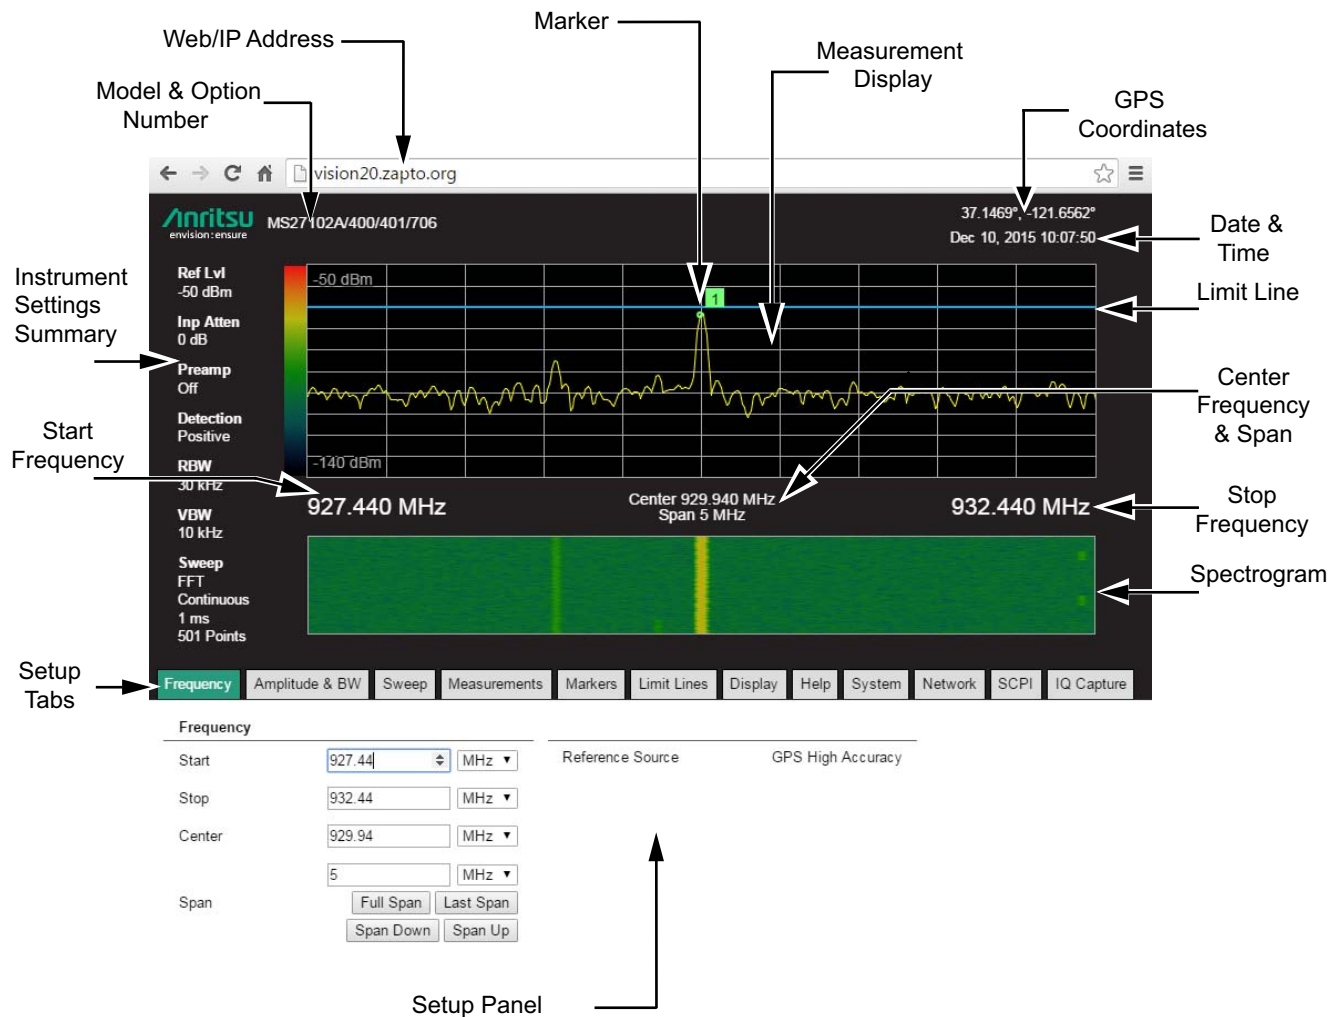 Marker
Web/IP Address
Measurement
Display
Model & Option
Number
GPS
Coordinates
vision20.zapto.org
Anritsu
envision : ensure
MS27102A/400/401/706
37.1469°, -121.6562°
Dec 10, 2015 10:07:50
Date &
Time
Instrument
Settings
Summary
Ref Lvl
-50 dBm
Inp Atten
0 dB
Preamp
Off
Detection
Positive
RBW
30 kHz
VBW
10 kHz
Sweep
FFT
Continuous
1 ms
501 Points
-50 dBm
1
-140 dBm
Limit Line
Center
Frequency
& Span
Start
Frequency
927.440 MHz
Center 929.940 MHz
Span 5 MHz
932.440 MHz
Stop
Frequency
Spectrogram
Setup
Tabs
Frequency Amplitude & BW Sweep Measurements Markers Limit Lines Display Help System Network SCPI IQ Capture
Frequency
Start 927.44 MHz
Reference Source GPS High Accuracy
Stop 932.44 MHz
Center 929.94 MHz
5 MHz
Span Full Span Last Span
Span Down Span Up
Setup Panel